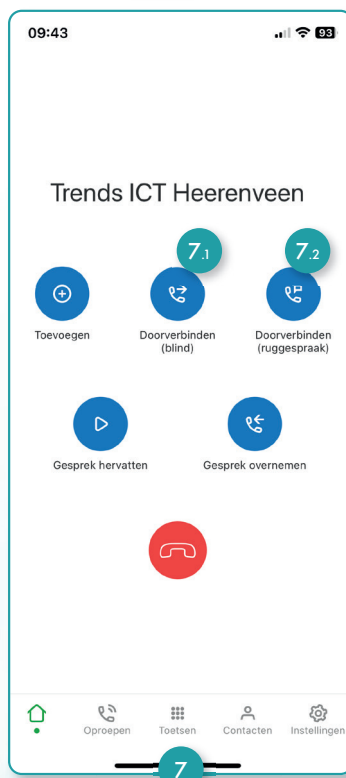 09:43
93
Trends ICT Heerenveen
7.1
7.2
Toevoegen
Doorverbinden
(blind)
Doorverbinden
(ruggespraak)
Gesprek hervatten
Gesprek overnemen
Oproepen
Toetsen
Contacten
Instellingen
7